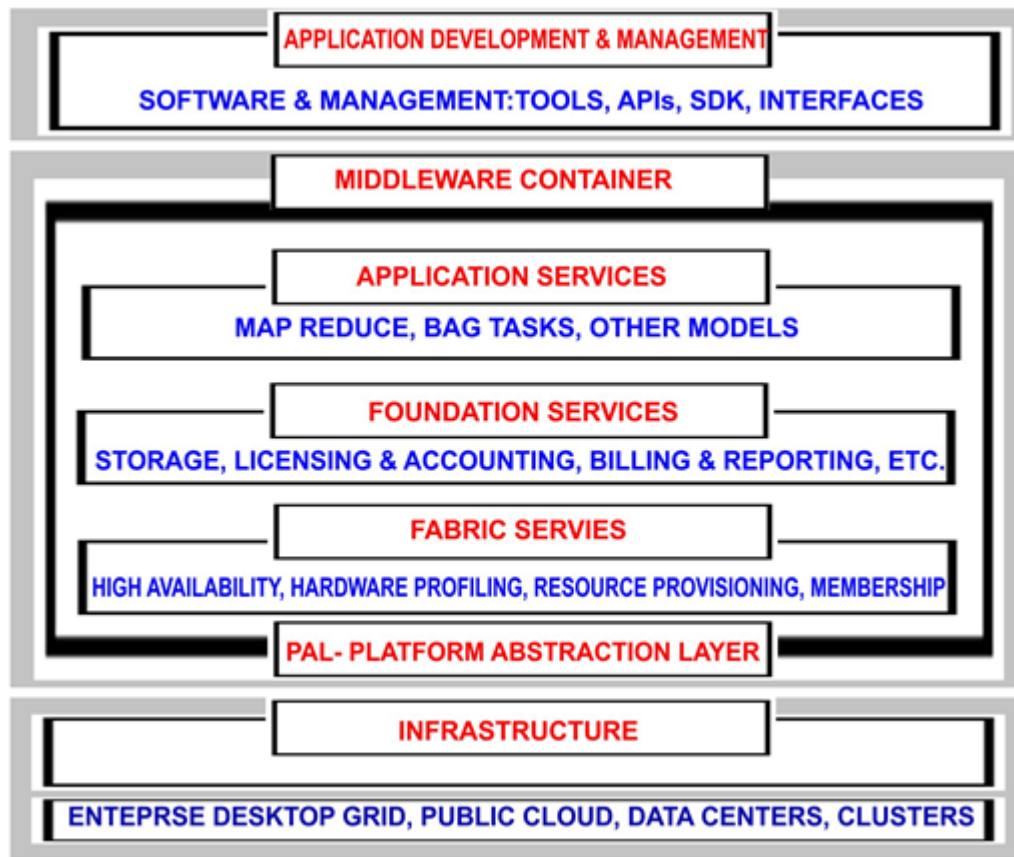 APPLICATION DEVELOPMENT & MANAGEMENT
SOFTWARE & MANAGEMENT:TOOLS, APIs, SDK, INTERFACES
MIDDLEWARE CONTAINER
APPLICATION SERVICES
MAP REDUCE, BAG TASKS, OTHER MODELS
FOUNDATION SERVICES
STORAGE, LICENSING & ACCOUNTING, BILLING & REPORTING, ETC.
FABRIC SERVIES
HIGH AVAILABILITY, HARDWARE PROFILING, RESOURCE PROVISIONING, MEMBERSHIP
PAL- PLATFORM ABSTRACTION LAYER
INFRASTRUCTURE
ENTEPRSE DESKTOP GRID, PUBLIC CLOUD, DATA CENTERS, CLUSTERS